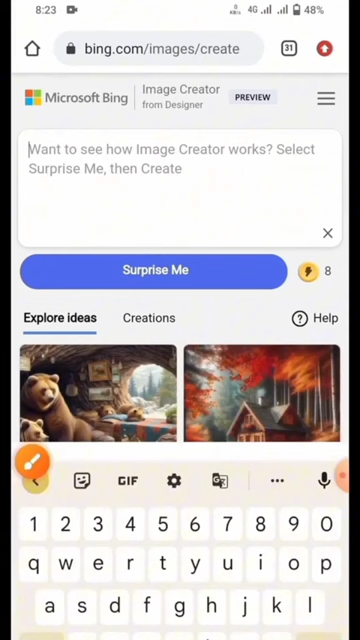 8:23
0
KB/s
4G
48%
bing.com/images/create
31
Microsoft Bing
Image Creator
from Designer
PREVIEW
Want to see how Image Creator works? Select
Surprise Me, then Create
Surprise Me
8
Explore ideas
Creations
Help
GIF
1 2 3 4 5 6 7 8 9 0
q w e r t y u i o p
a s d f g h j k l